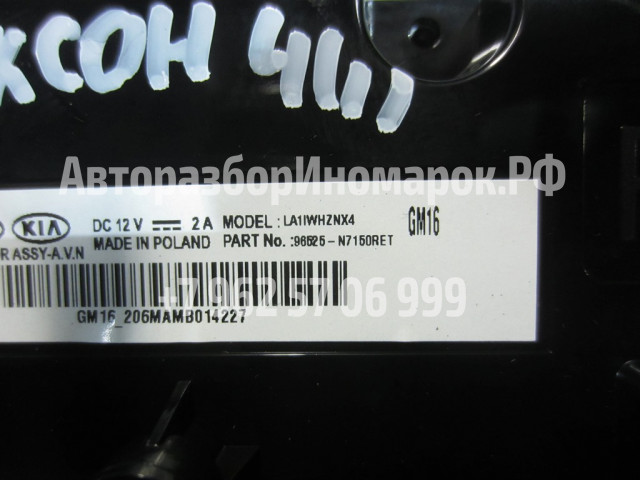 КСОН 4Ш
АвторазборИномарок.РФ
KIA DC 12 V 2 A MODEL : LA1IWHZNX4 GM16
MADE IN POLAND PART No. :96525 - N7150RET
R ASSY-A.V.N
+7 962 57 06 999
GM16_206MAMB014227